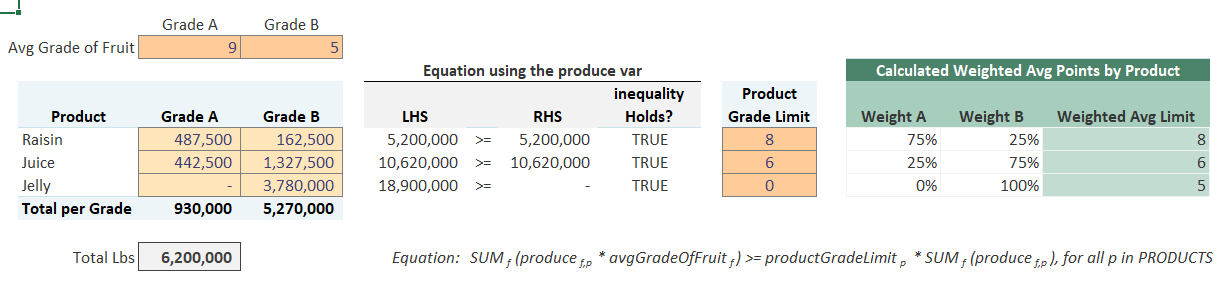 Grade A Grade B
Avg Grade of Fruit 9 5
Equation using the produce var
Calculated Weighted Avg Points by Product
inequality Product
Product Grade A Grade B LHS RHS Holds? Grade Limit Weight A Weight B Weighted Avg Limit
Raisin 487,500 162,500 5,200,000 >= 5,200,000 TRUE 8 75% 25% 8
Juice 442,500 1,327,500 10,620,000 >= 10,620,000 TRUE 6 25% 75% 6
Jelly - 3,780,000 18,900,000 >= - TRUE 0 0% 100% 5
Total per Grade 930,000 5,270,000
Total Lbs 6,200,000 Equation: SUM f (produce f,p * avgGradeOfFruit f) >= productGradeLimit p * SUM f (produce f,p), for all p in PRODUCTS